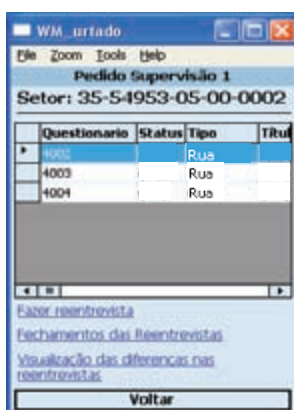 WM_urtado
File Zoom Tools Help
Pedido Supervisão 1
Setor: 35-54953-05-00-0002
Questionario Status Tipo Títul
4002 Rua
4003 Rua
4004 Rua
Fazer reentrevista
Fechamentos das Reentrevistas
Visualização das diferenças nas
reentrevistas
Voltar